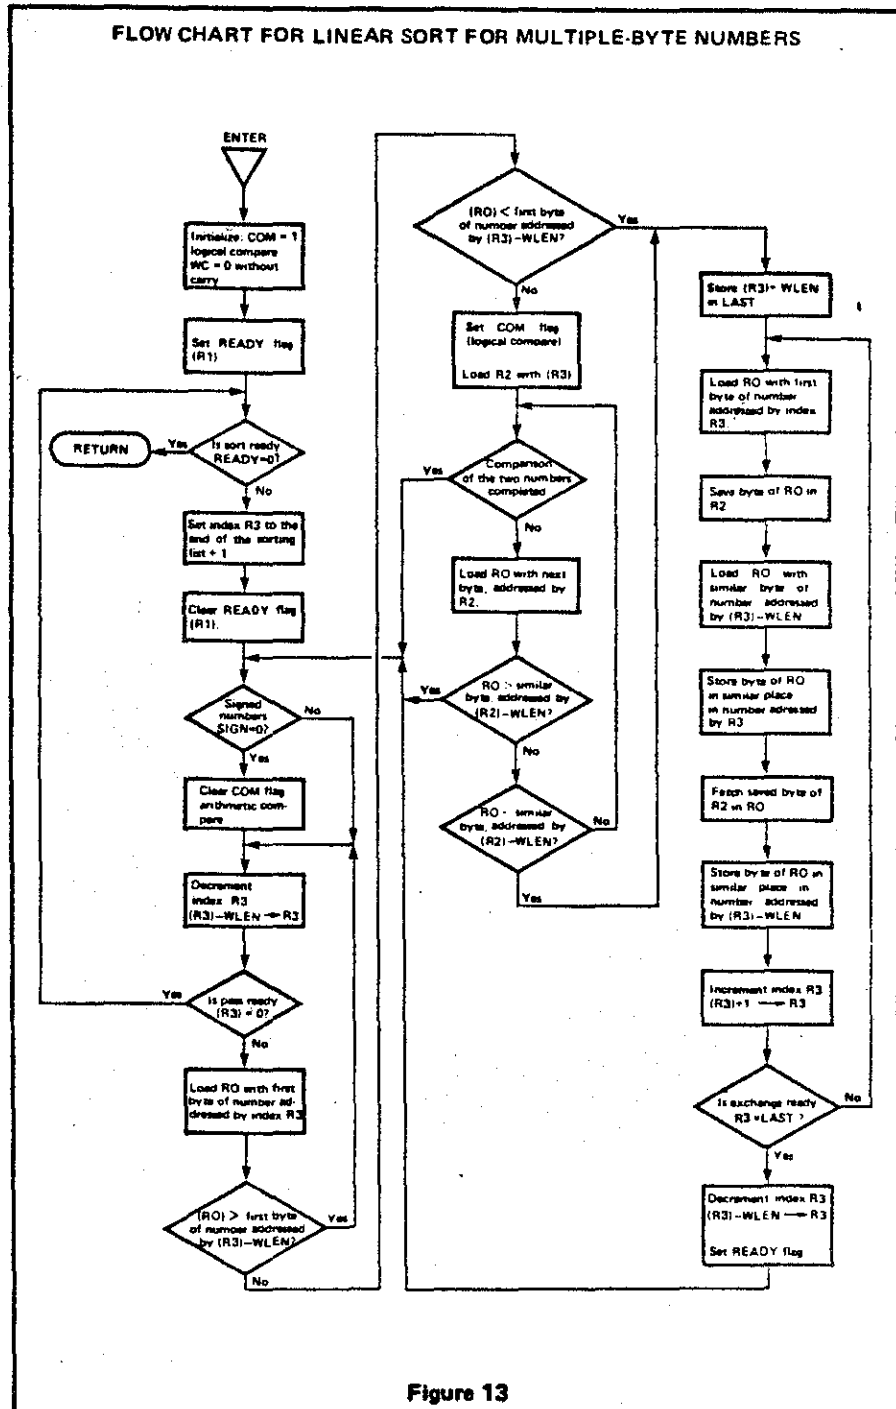 FLOW CHART FOR LINEAR SORT FOR MULTIPLE-BYTE NUMBERS
ENTER
Initialize: COM = 1
logical compare
WC = 0 without
carry
Set READY flag
(R1)
RETURN
Yes
Is sort ready
READY=0?
No
Set index R3 to the
end of the sorting
list + 1
Clear READY flag
(R1).
Signed
numbers
SIGN=0?
No
Yes
Clear COM flag
arithmetic com-
pare
Decrement
index R3
(R3)-WLEN → R3
Yes
Is pass ready
(R3) = 0?
No
Load RO with first
byte of number ad-
dressed by index R3
(RO) > first byte
of number addressed
by (R3)-WLEN?
Yes
No
(RO) < first byte
of number addressed
by (R3)-WLEN?
Yes
No
Set COM flag
(logical compare)
Load R2 with (R3)
Yes
Comparison
of the two numbers
completed
No
Load RO with next
byte, addressed by
R2.
Yes
RO > similar
byte, addressed by
(R2)-WLEN?
No
RO similar
byte, addressed by
(R2)-WLEN?
No
Yes
Store (R3)+ WLEN
in LAST
Load RO with first
byte of number
addressed by index
R3.
Save byte of RO in
R2
Load RO with
similar byte of
number addressed
by (R3)-WLEN
Store byte of RO
in similar place
in number adressed
by R3
Fetch saved byte of
R2 in RO
Store byte of RO in
similar place in
number addressed
by (R3)-WLEN
Increment index R3
(R3)+1 → R3
Is exchange ready
R3=LAST ?
No
Yes
Decrement index R3
(R3)-WLEN → R3
Set READY flag
Figure 13